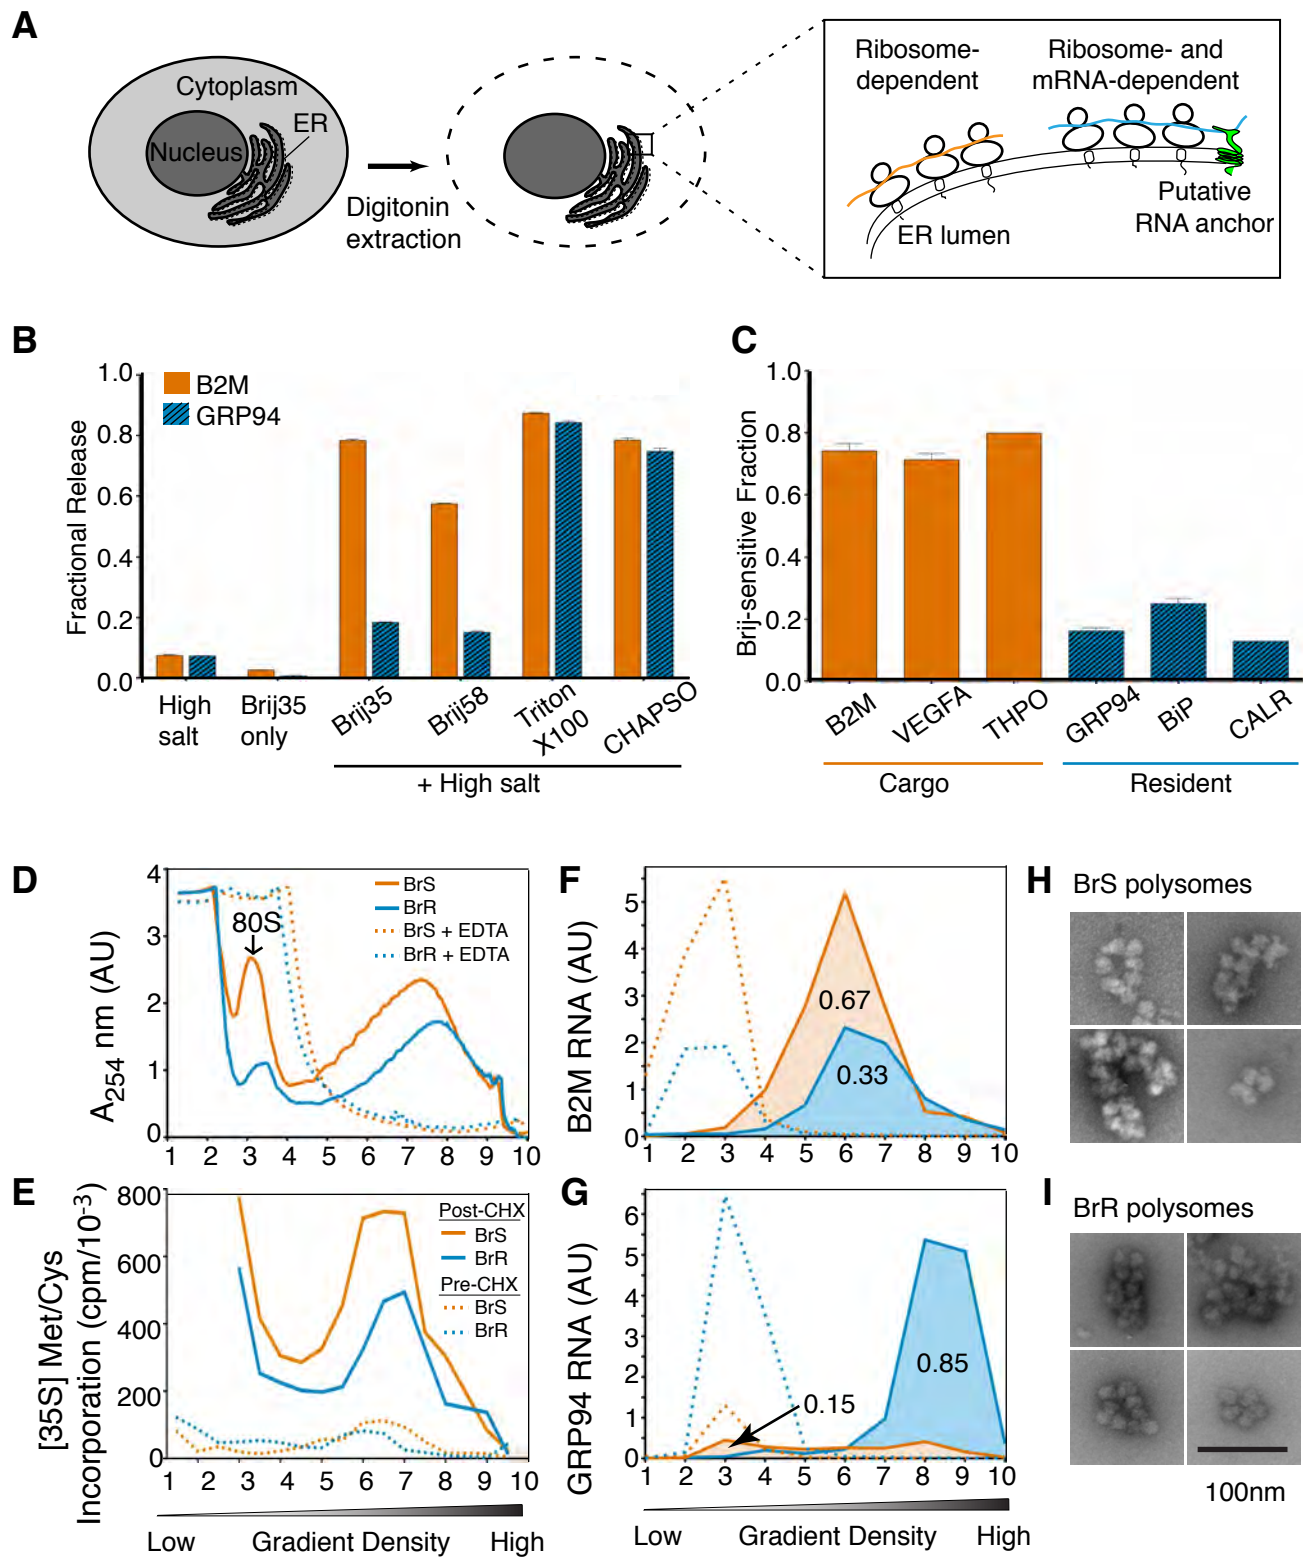 A
Cytoplasm
ER
Nucleus
Digitonin
extraction
Ribosome-
dependent
Ribosome- and
mRNA-dependent
ER lumen
Putative
RNA anchor
B
Fractional Release
1.0
0.8
0.6
0.4
0.2
0.0
B2M
GRP94
High
salt
Brij35
only
Brij35
Brij58
Triton
X100
CHAPSO
+ High salt
C
Brij-sensitive Fraction
1.0
0.8
0.6
0.4
0.2
0.0
B2M
VEGFA
THPO
GRP94
BiP
CALR
Cargo
Resident
D
A254 nm (AU)
4
3
2
1
0
80S
BrS
BrR
BrS + EDTA
BrR + EDTA
1 2 3 4 5 6 7 8 9 10
E
[35S] Met/Cys
Incorporation (cpm/10-3)
800
600
400
200
0
Post-CHX
BrS
BrR
Pre-CHX
BrS
BrR
1 2 3 4 5 6 7 8 9 10
Low Gradient Density High
F
B2M RNA (AU)
5
4
3
2
1
0
0.67
0.33
1 2 3 4 5 6 7 8 9 10
G
GRP94 RNA (AU)
6
5
4
3
2
1
0
0.85
0.15
1 2 3 4 5 6 7 8 9 10
Low Gradient Density High
H BrS polysomes
I BrR polysomes
100nm